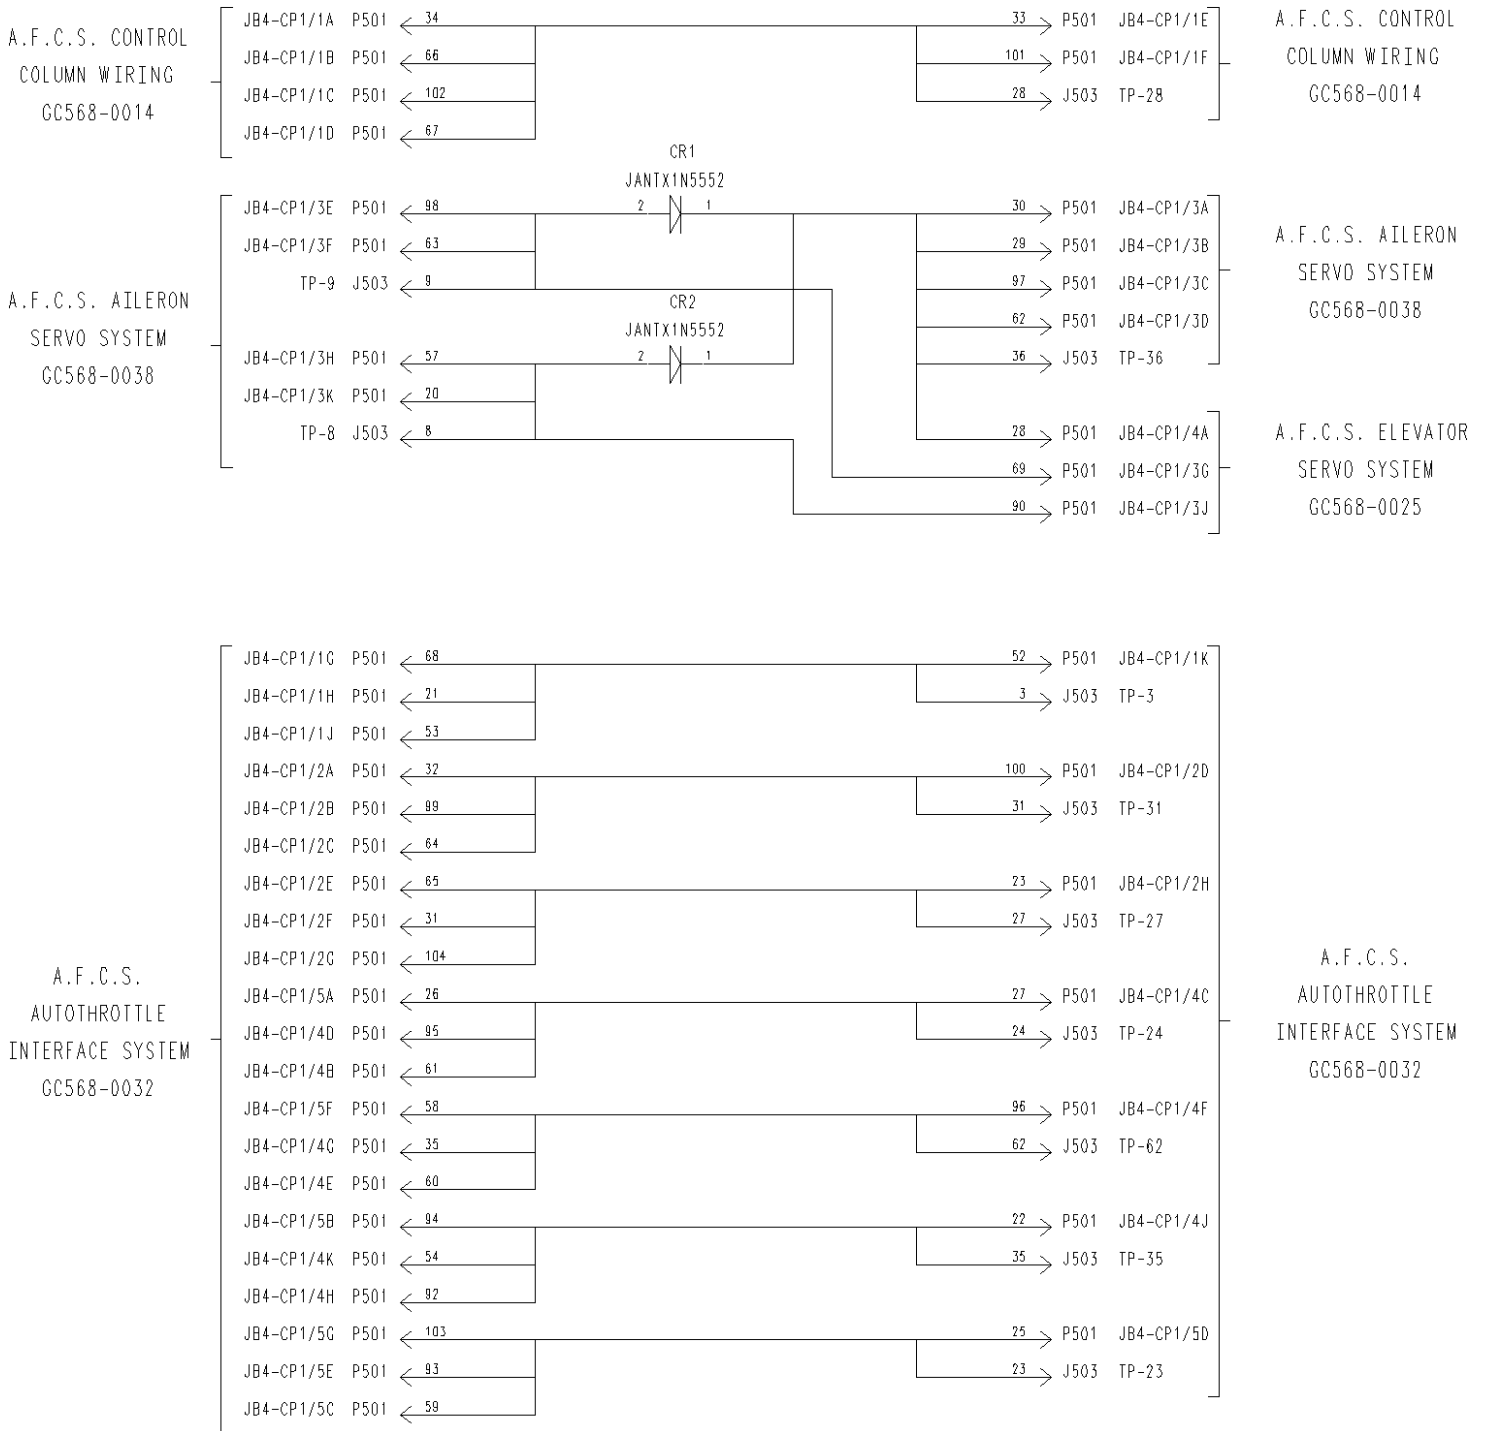 A.F.C.S. CONTROL
COLUMN WIRING
GC568-0014
JB4-CP1/1A P501 34
JB4-CP1/1B P501 66
JB4-CP1/1C P501 102
JB4-CP1/1D P501 67
33 P501 JB4-CP1/1E
101 P501 JB4-CP1/1F
28 J503 TP-28
A.F.C.S. CONTROL
COLUMN WIRING
GC568-0014
A.F.C.S. AILERON
SERVO SYSTEM
GC568-0038
JB4-CP1/3E P501 98
JB4-CP1/3F P501 63
TP-9 J503 9
JB4-CP1/3H P501 57
JB4-CP1/3K P501 20
TP-8 J503 8
CR1
JANTX1N5552
2 1
CR2
JANTX1N5552
2 1
30 P501 JB4-CP1/3A
29 P501 JB4-CP1/3B
97 P501 JB4-CP1/3C
62 P501 JB4-CP1/3D
36 J503 TP-36
A.F.C.S. AILERON
SERVO SYSTEM
GC568-0038
28 P501 JB4-CP1/4A
69 P501 JB4-CP1/3G
90 P501 JB4-CP1/3J
A.F.C.S. ELEVATOR
SERVO SYSTEM
GC568-0025
A.F.C.S.
AUTOTHROTTLE
INTERFACE SYSTEM
GC568-0032
JB4-CP1/1G P501 68
JB4-CP1/1H P501 21
JB4-CP1/1J P501 53
JB4-CP1/2A P501 32
JB4-CP1/2B P501 99
JB4-CP1/2C P501 64
JB4-CP1/2E P501 65
JB4-CP1/2F P501 31
JB4-CP1/2G P501 104
JB4-CP1/5A P501 26
JB4-CP1/4D P501 95
JB4-CP1/4B P501 61
JB4-CP1/5F P501 58
JB4-CP1/4G P501 35
JB4-CP1/4E P501 60
JB4-CP1/5B P501 94
JB4-CP1/4K P501 54
JB4-CP1/4H P501 92
JB4-CP1/5G P501 103
JB4-CP1/5E P501 93
JB4-CP1/5C P501 59
52 P501 JB4-CP1/1K
3 J503 TP-3
100 P501 JB4-CP1/2D
31 J503 TP-31
23 P501 JB4-CP1/2H
27 J503 TP-27
27 P501 JB4-CP1/4C
24 J503 TP-24
96 P501 JB4-CP1/4F
62 J503 TP-62
22 P501 JB4-CP1/4J
35 J503 TP-35
25 P501 JB4-CP1/5D
23 J503 TP-23
A.F.C.S.
AUTOTHROTTLE
INTERFACE SYSTEM
GC568-0032